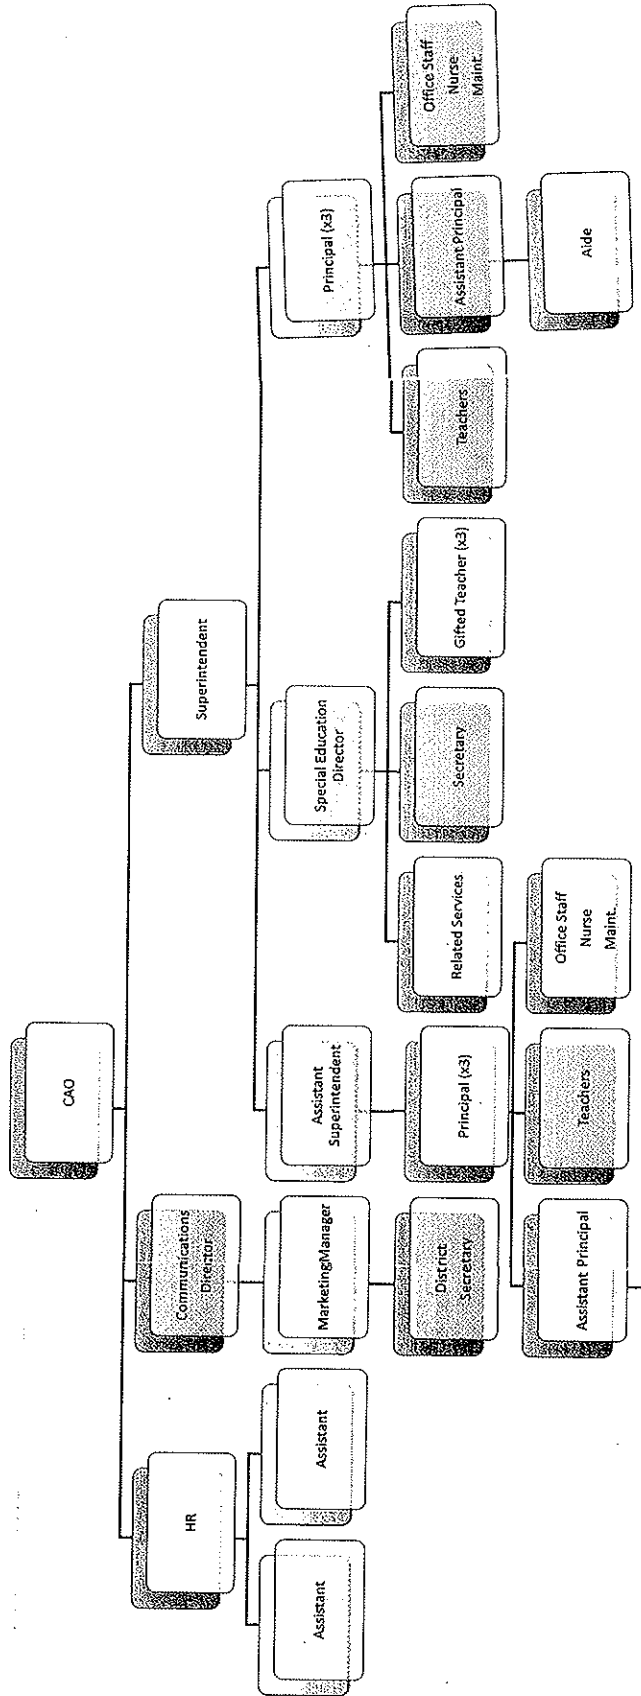 CAO
HR
Communications
Director
Superintendent
Assistant
Assistant
MarketingManager
Assistant
Superintendent
Special Education
Director
Principal (x3)
District
Secretary
Principal (x3)
Related Services
Secretary
Gifted Teacher (x3)
Teachers
Assistant Principal
Office Staff
Nurse
Maint.
Assistant Principal
Teachers
Office Staff
Nurse
Maint.
Aide